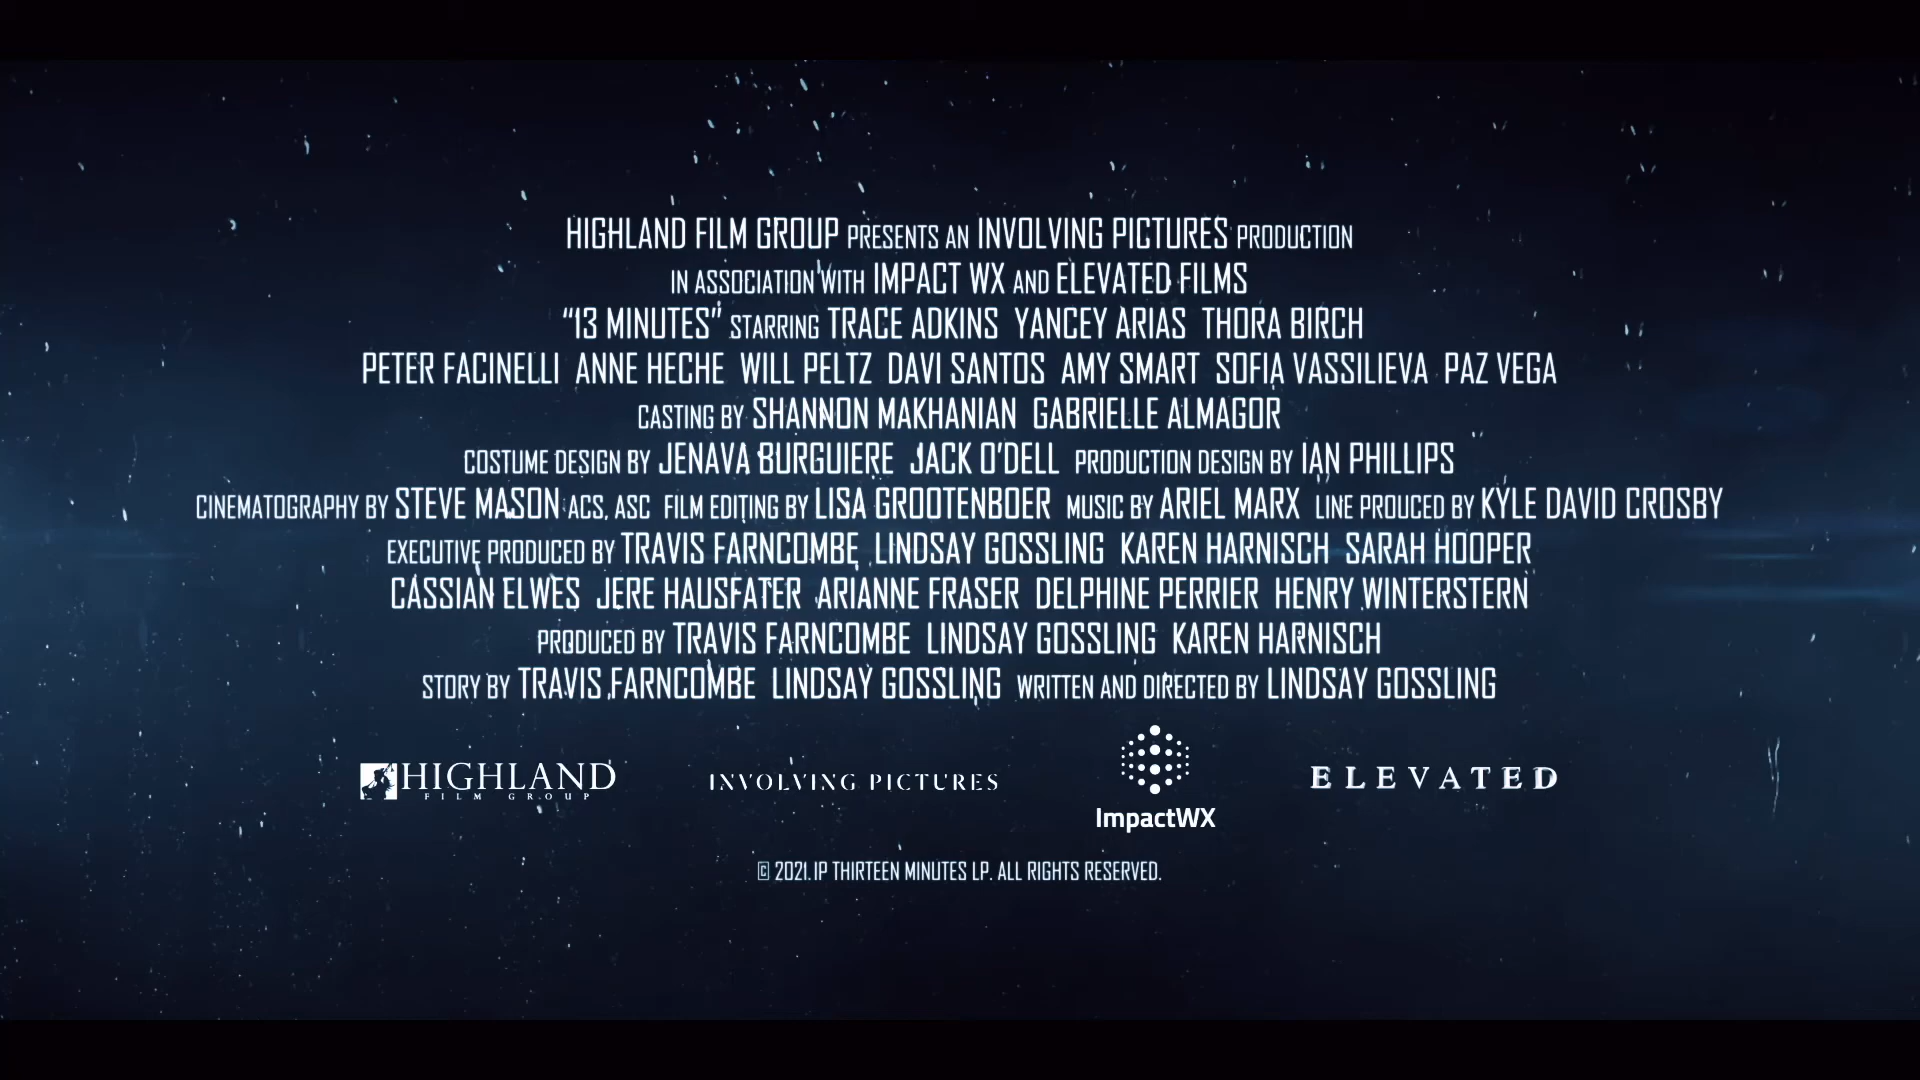 HIGHLAND FILM GROUP PRESENTS AN INVOLVING PICTURES PRODUCTION
IN ASSOCIATION WITH IMPACT WX AND ELEVATED FILMS
“13 MINUTES” STARRING TRACE ADKINS YANCEY ARIAS THORA BIRCH
PETER FACINELLI ANNE HECHE WILL PELTZ DAVI SANTOS AMY SMART SOFIA VASSILIEVA PAZ VEGA
CASTING BY SHANNON MAKHANIAN GABRIELLE ALMAGOR
COSTUME DESIGN BY JENAVA BURGUIERE JACK O'DELL PRODUCTION DESIGN BY IAN PHILLIPS
CINEMATOGRAPHY BY STEVE MASON ACS, ASC FILM EDITING BY LISA GROOTENBOER MUSIC BY ARIEL MARX LINE PROUCED BY KYLE DAVID CROSBY
EXECUTIVE PRODUCED BY TRAVIS FARNCOMBE LINDSAY GOSSLING KAREN HARNISCH SARAH HOOPER
CASSIAN ELWES JERE HAUSFATER ARIANNE FRASER DELPHINE PERRIER HENRY WINTERSTERN
PRODUCED BY TRAVIS FARNCOMBE LINDSAY GOSSLING KAREN HARNISCH
STORY BY TRAVIS FARNCOMBE LINDSAY GOSSLING WRITTEN AND DIRECTED BY LINDSAY GOSSLING
HIGHLAND
FILM GROUP
INVOLVING PICTURES
ImpactWX
ELEVATED
© 2021. IP THIRTEEN MINUTES LP. ALL RIGHTS RESERVED.